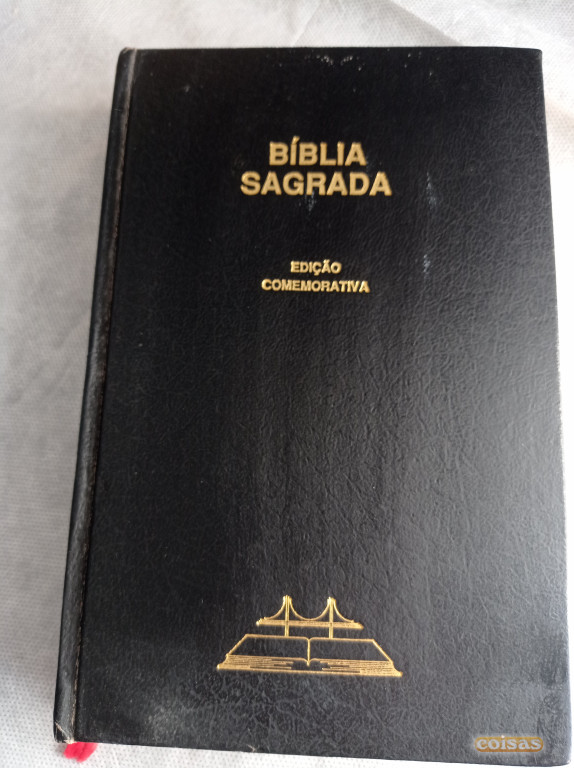 BÍBLIA
SAGRADA
EDIÇÃO
COMEMORATIVA
coisas